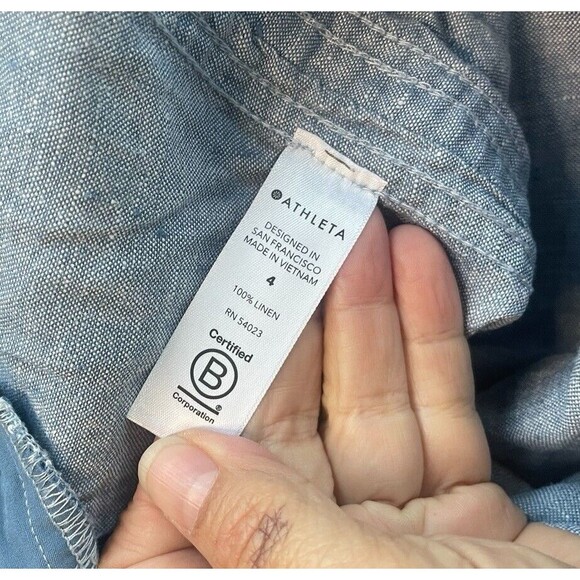 ATHLETA
DESIGNED IN
SAN FRANCISCO
MADE IN VIETNAM
4
100% LINEN
RN 54023
Certified
B
®
Corporation